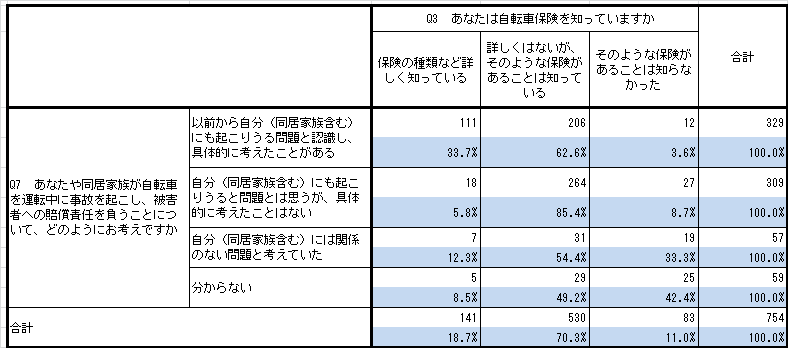 Q3　あなたは自転車保険を知っていますか
保険の種類など詳
しく知っている
詳しくはないが、
そのような保険が
あることは知って
いる
そのような保険が
あることは知らな
かった
合計
Q7　あなたや同居家族が自転車
を運転中に事故を起こし、被害
者への賠償責任を負うことにつ
いて、どのようにお考えですか
以前から自分（同居家族含む）
にも起こりうる問題と認識し、
具体的に考えたことがある
111 206 12 329
33.7% 62.6% 3.6% 100.0%
自分（同居家族含む）にも起こ
りうると問題とは思うが、具体
的に考えたことはない
18 264 27 309
5.8% 85.4% 8.7% 100.0%
自分（同居家族含む）には関係
のない問題と考えていた
7 31 19 57
12.3% 54.4% 33.3% 100.0%
分からない
5 29 25 59
8.5% 49.2% 42.4% 100.0%
合計
141 530 83 754
18.7% 70.3% 11.0% 100.0%